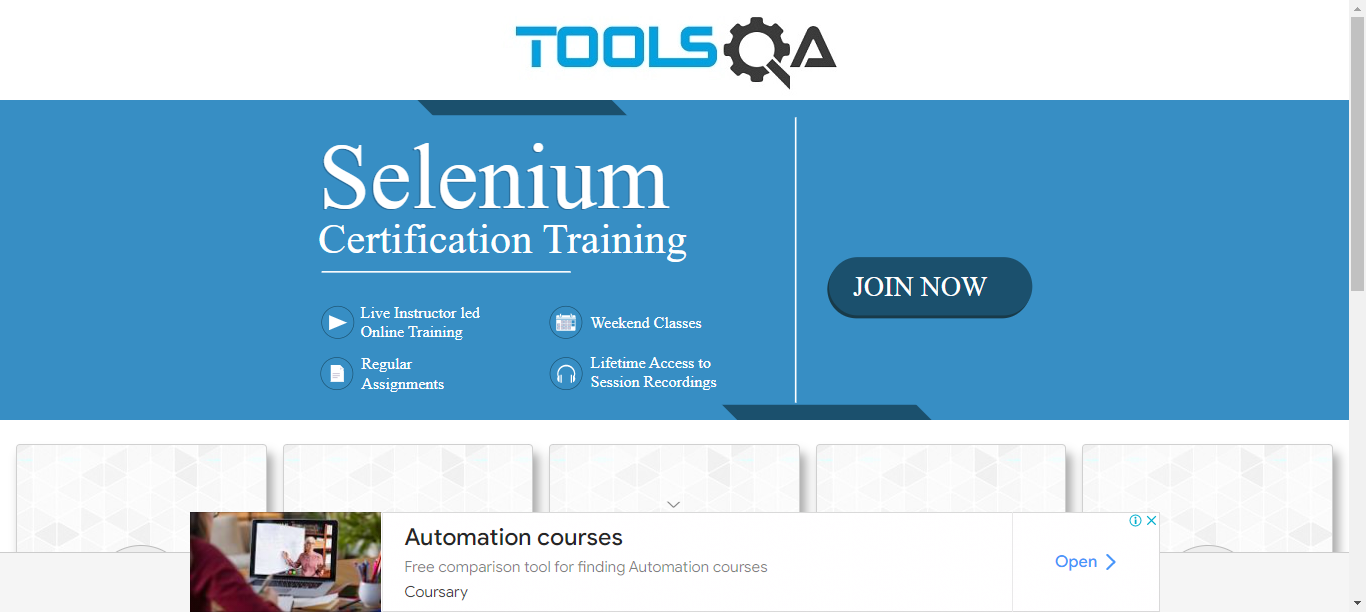 TOOLSQA
Selenium
Certification Training
Live Instructor led
Online Training
Weekend Classes
Regular
Assignments
Lifetime Access to
Session Recordings
JOIN NOW
Automation courses
Free comparison tool for finding Automation courses
Coursary
Open